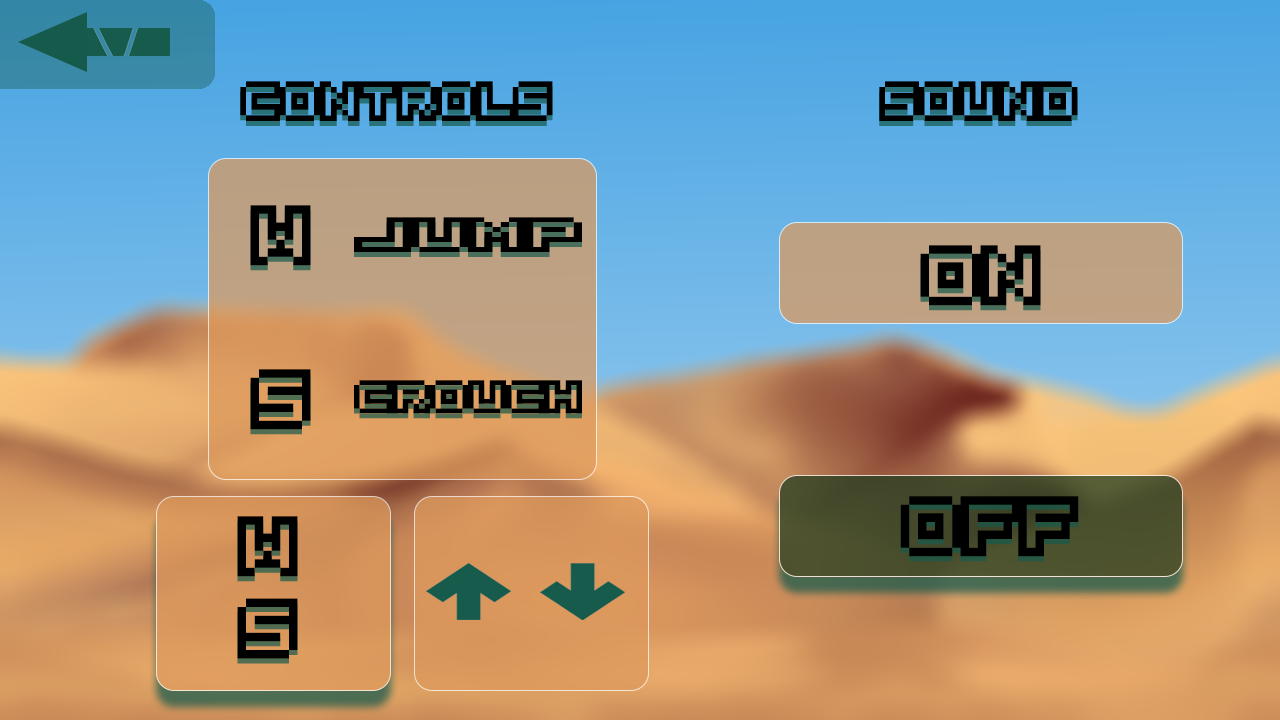 CONTROLS
W JUMP
S CROUCH
W
S
SOUND
ON
OFF